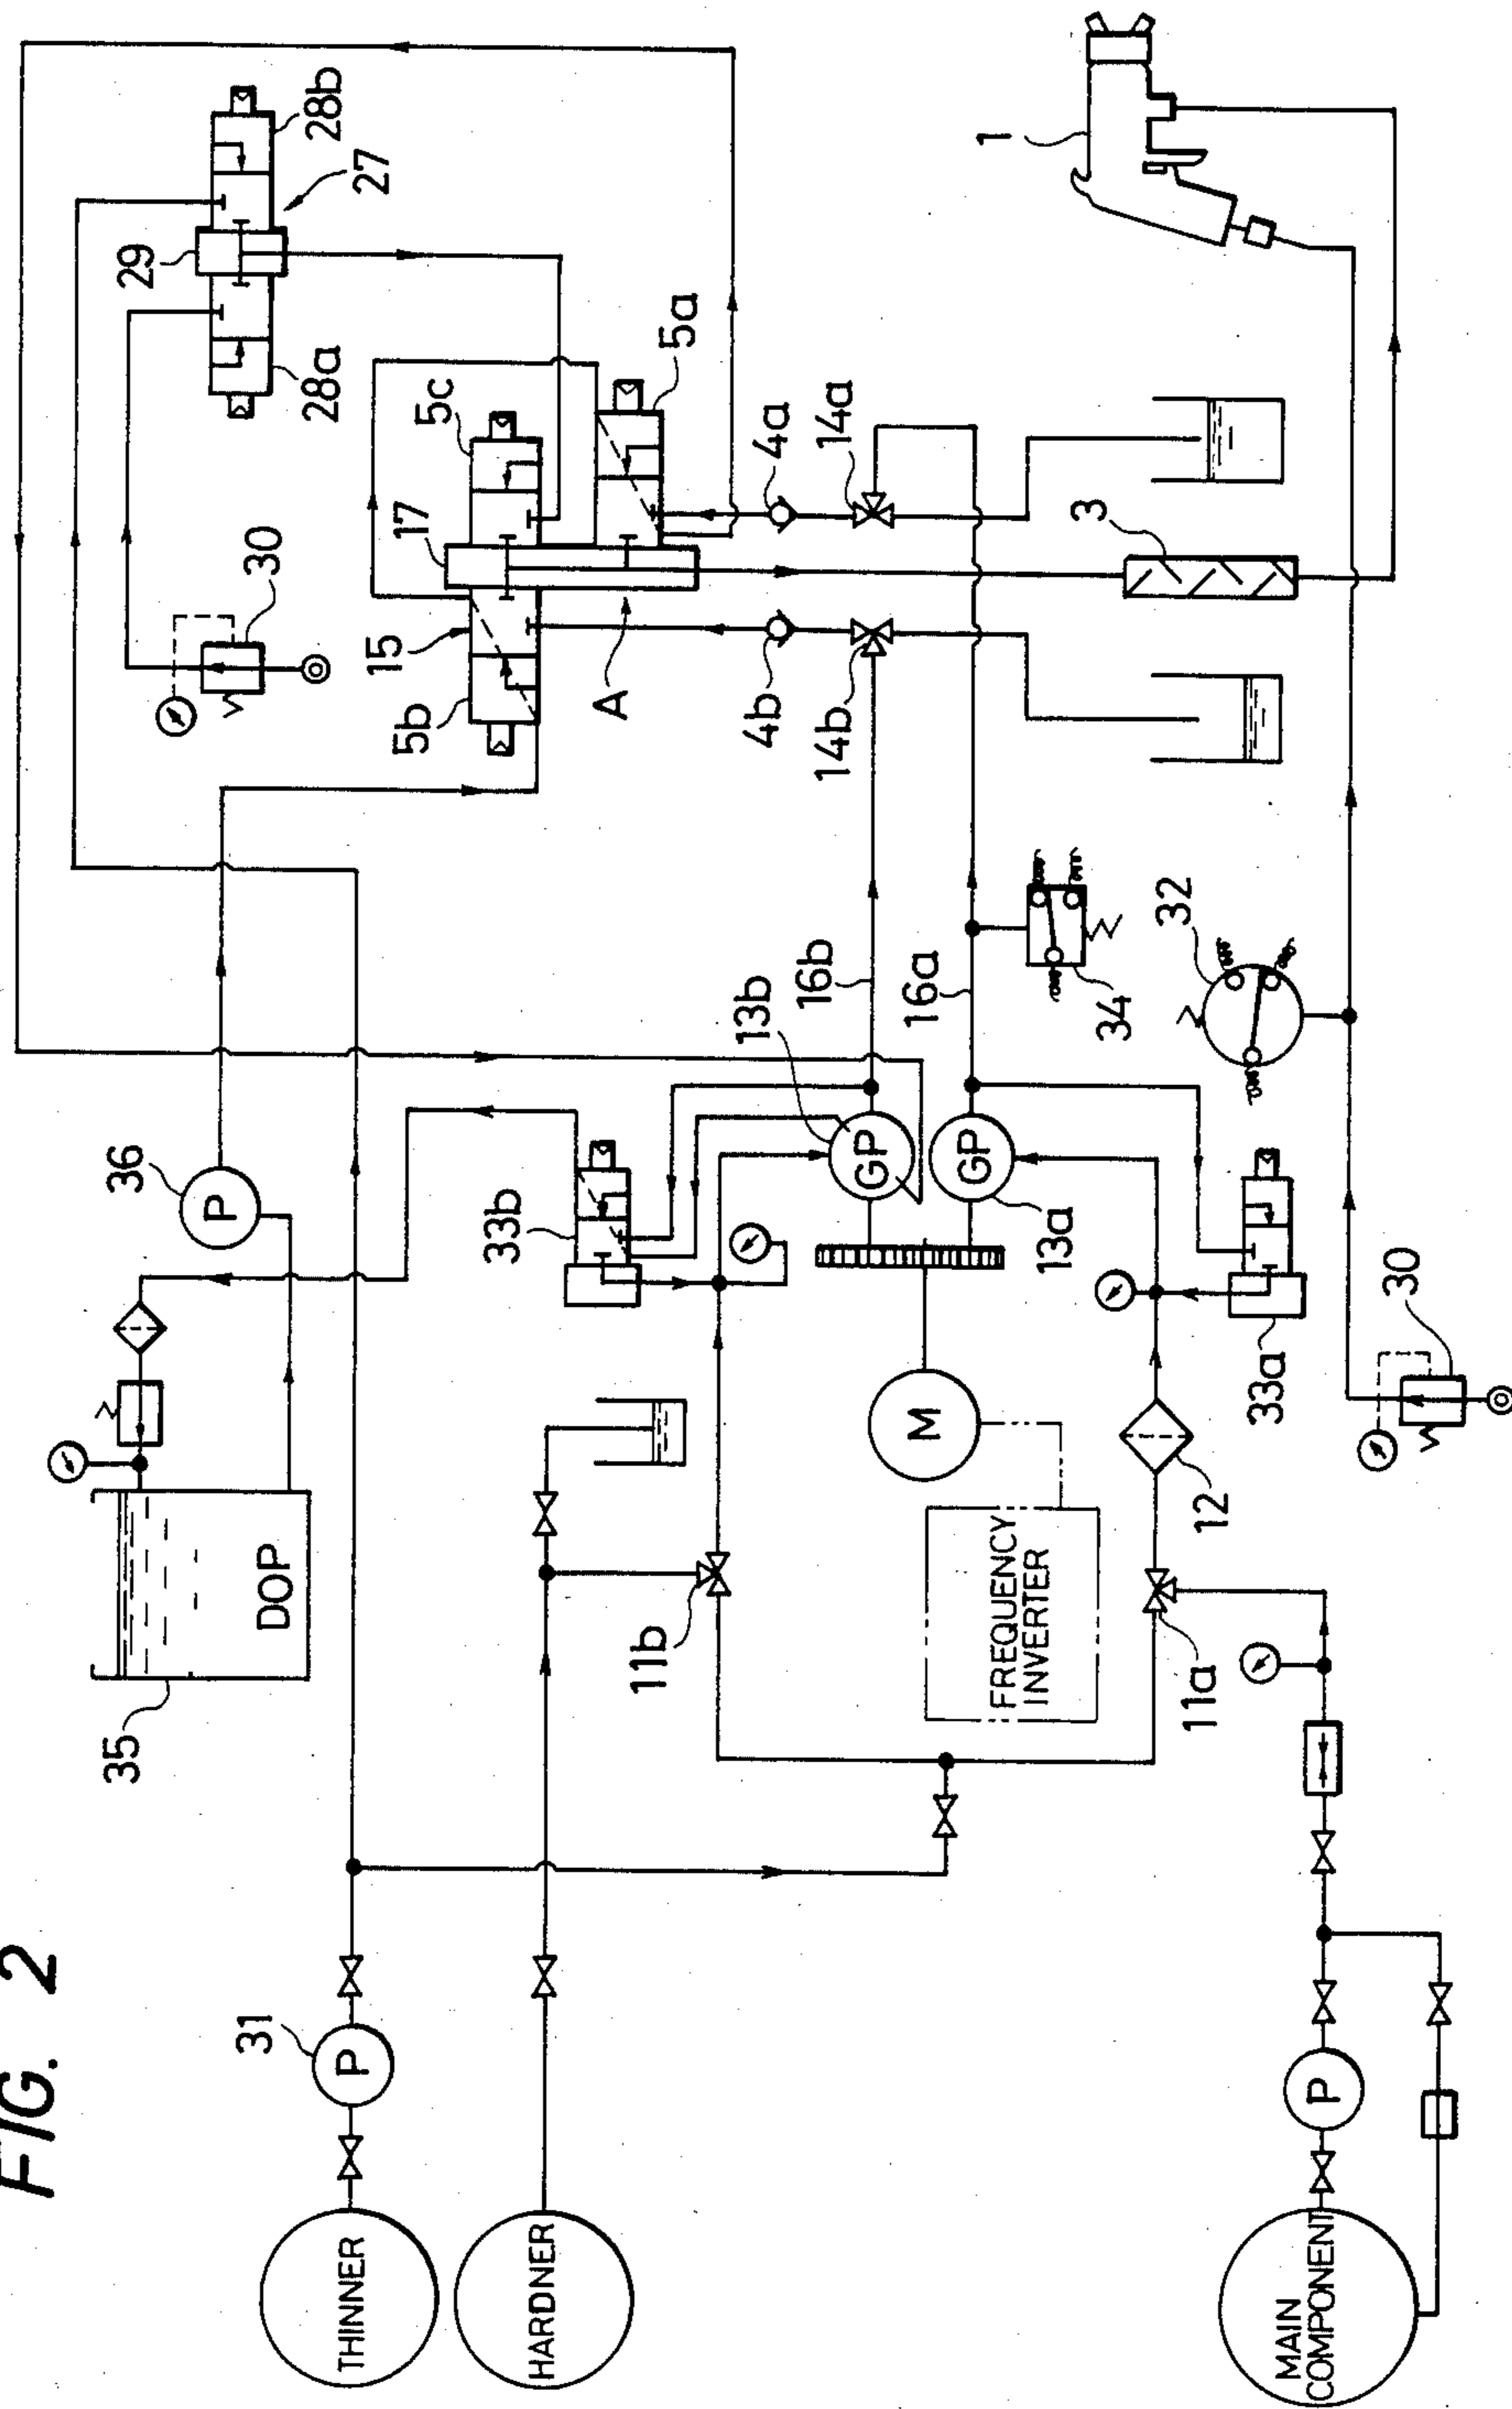 FIG. 2
THINNER
HARDNER
MAIN
COMPONENT
31
P
P
35
DOP
36
P
11b
11a
FREQUENCY
INVERTER
M
12
33b
33a
30
GP
GP
13b
13a
16b
16a
34
32
5b
15
17
5c
5a
A
4b
4a
14b
14a
3
30
28a
29
28b
27
1